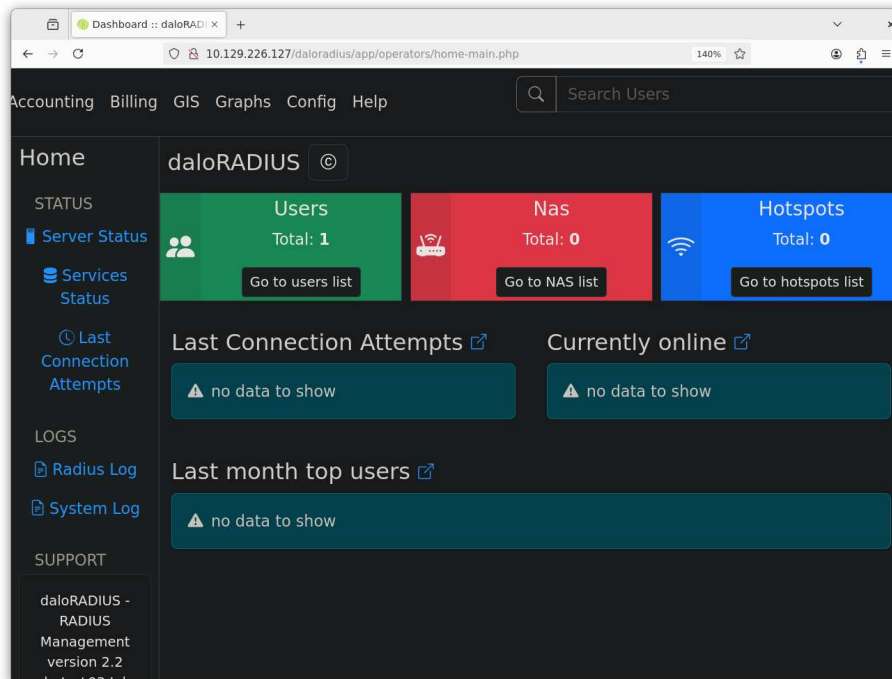 Dashboard :: daloRADI
10.129.226.127/daloradius/app/operators/home-main.php
140%
Accounting Billing GIS Graphs Config Help
Search Users
Home
STATUS
Server Status
Services
Status
Last
Connection
Attempts
LOGS
Radius Log
System Log
SUPPORT
daloRADIUS -
RADIUS
Management
version 2.2
daloRADIUS ©
Users
Total: 1
Go to users list
Nas
Total: 0
Go to NAS list
Hotspots
Total: 0
Go to hotspots list
Last Connection Attempts
no data to show
Currently online
no data to show
Last month top users
no data to show